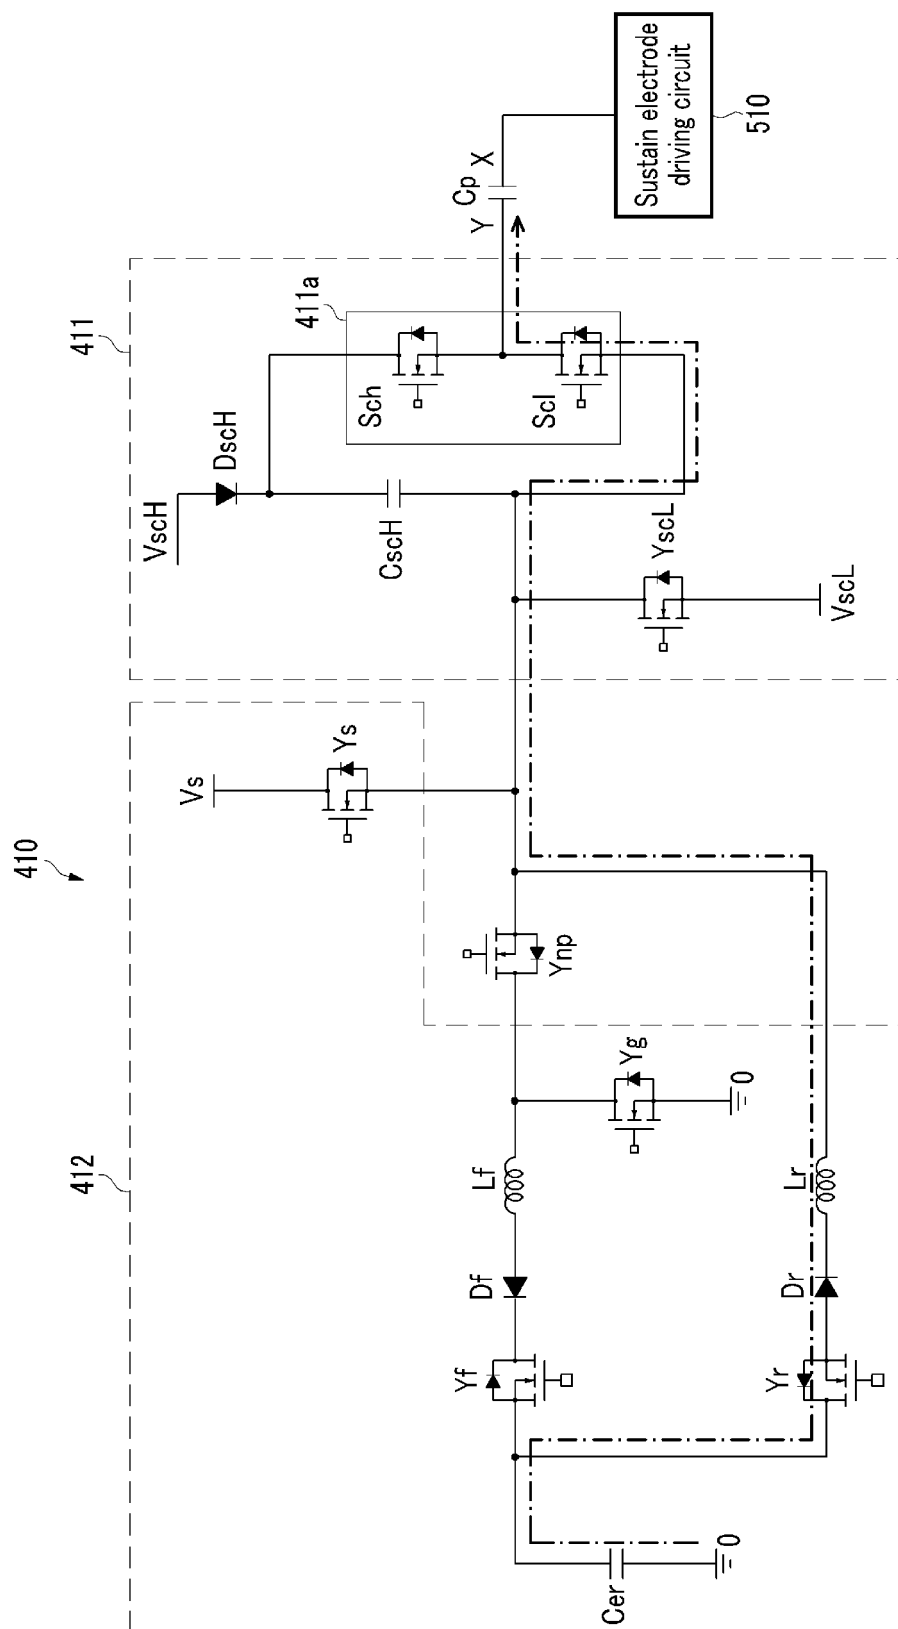 410
412
411
Vs
Ys
VscH
DscH
CscH
411a
Sch
Scl
Y
Cp
X
Sustain electrode
driving circuit
510
YscL
VscL
Ynp
Yg
0
Lf
Df
Yf
Lr
Dr
Yr
Cer
0